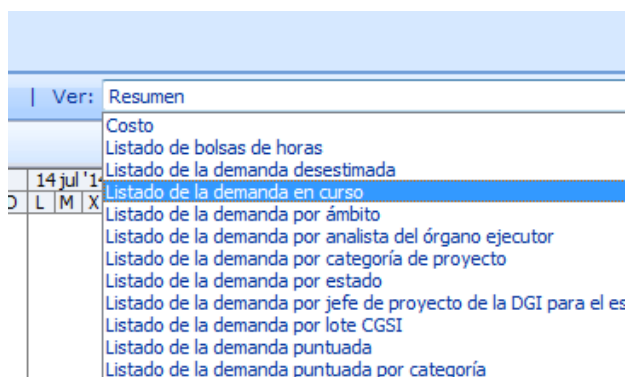 | Ver: Resumen
Costo
Listado de bolsas de horas
Listado de la demanda desestimada
14 jul '14
Listado de la demanda en curso
L M X
Listado de la demanda por ámbito
Listado de la demanda por analista del órgano ejecutor
Listado de la demanda por categoría de proyecto
Listado de la demanda por estado
Listado de la demanda por jefe de proyecto de la DGI para el es
Listado de la demanda por lote CGSI
Listado de la demanda puntuada
Listado de la demanda puntuada por categoría